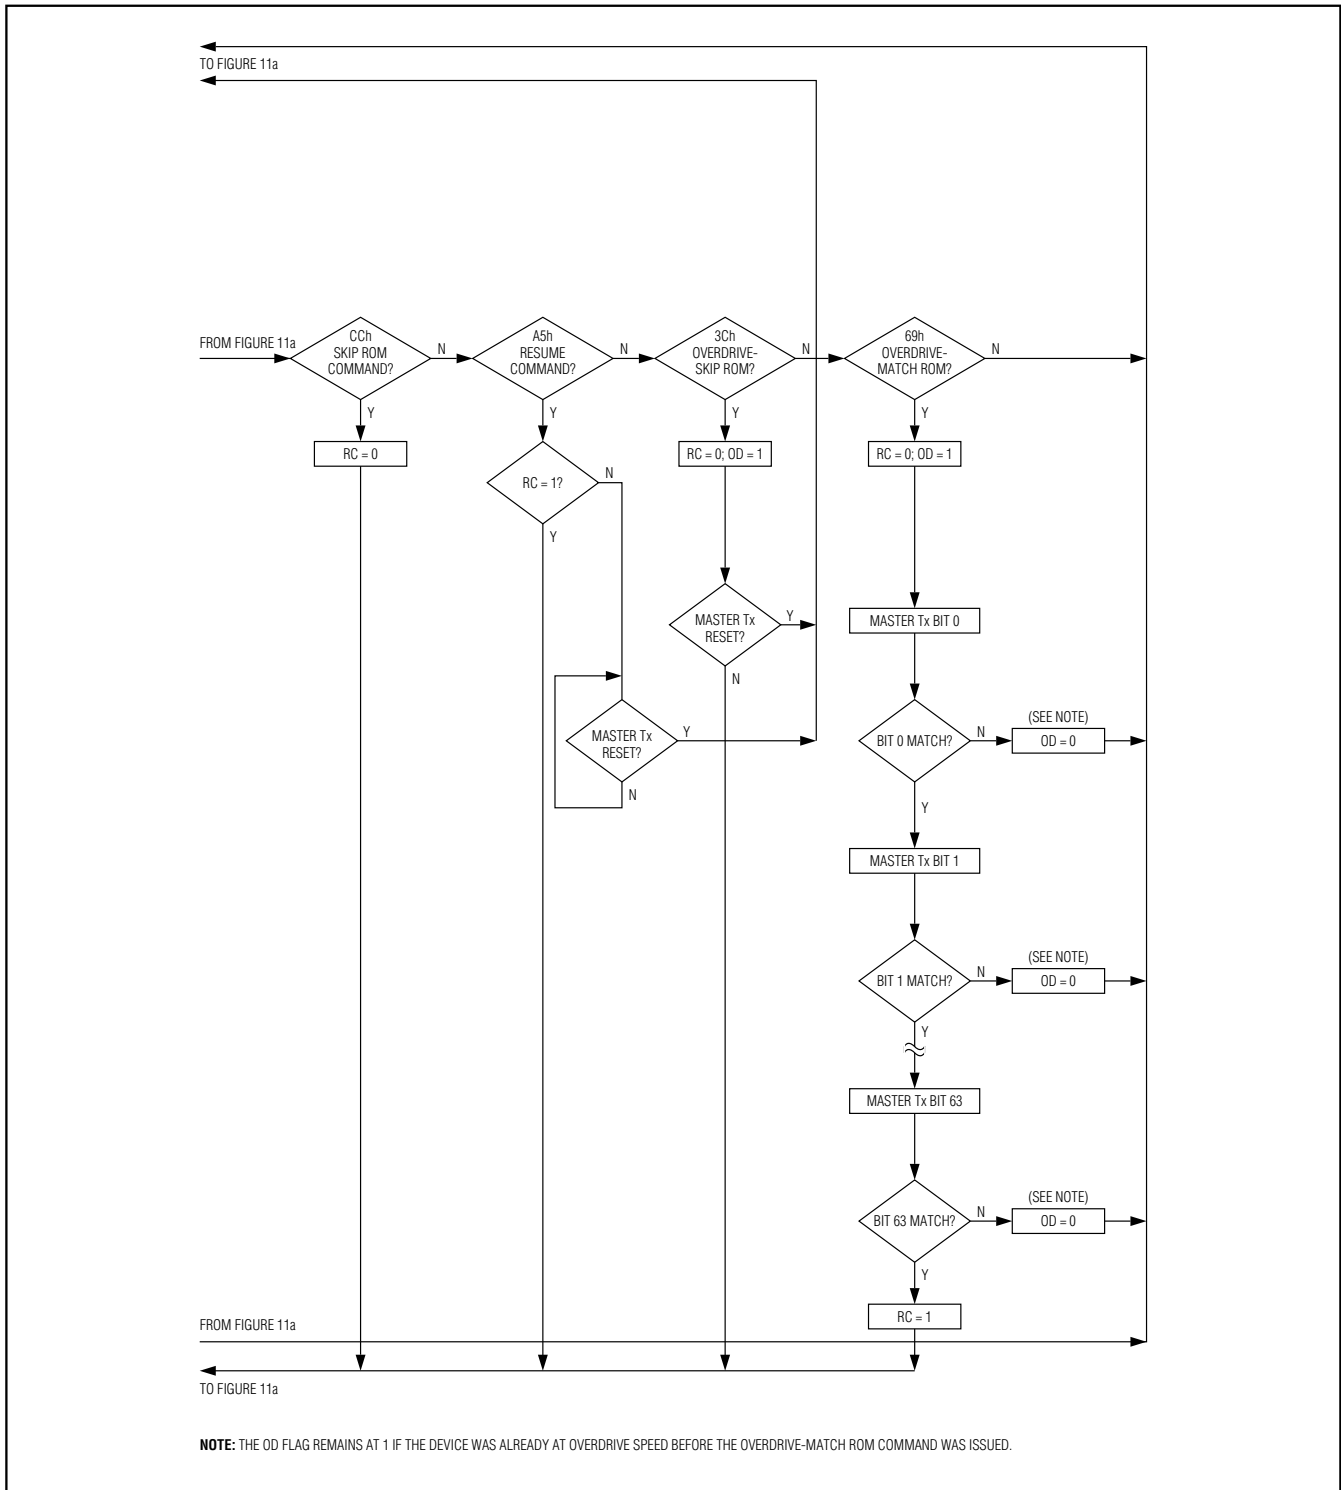 TO FIGURE 11a
FROM FIGURE 11a
CCh
SKIP ROM
COMMAND?
N
A5h
RESUME
COMMAND?
N
3Ch
OVERDRIVE-
SKIP ROM?
N
69h
OVERDRIVE-
MATCH ROM?
N
Y
Y
Y
Y
RC = 0
RC = 1?
N
Y
RC = 0; OD = 1
RC = 0; OD = 1
MASTER Tx
RESET?
Y
N
MASTER Tx BIT 0
MASTER Tx
RESET?
Y
N
BIT 0 MATCH?
N
(SEE NOTE)
OD = 0
Y
MASTER Tx BIT 1
BIT 1 MATCH?
N
(SEE NOTE)
OD = 0
Y
MASTER Tx BIT 63
BIT 63 MATCH?
N
(SEE NOTE)
OD = 0
Y
RC = 1
FROM FIGURE 11a
TO FIGURE 11a
NOTE: THE OD FLAG REMAINS AT 1 IF THE DEVICE WAS ALREADY AT OVERDRIVE SPEED BEFORE THE OVERDRIVE-MATCH ROM COMMAND WAS ISSUED.